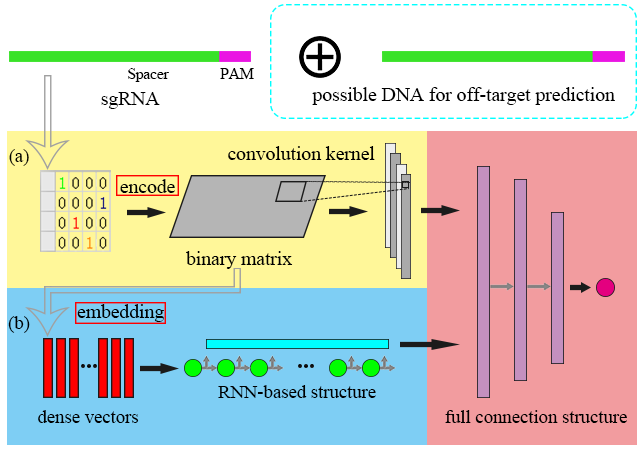 Spacer PAM
sgRNA
possible DNA for off-target prediction
(a)
convolution kernel
1 0 0 0
0 0 0 1
0 1 0 0
0 0 1 0
encode
binary matrix
(b)
embedding
dense vectors
RNN-based structure
full connection structure